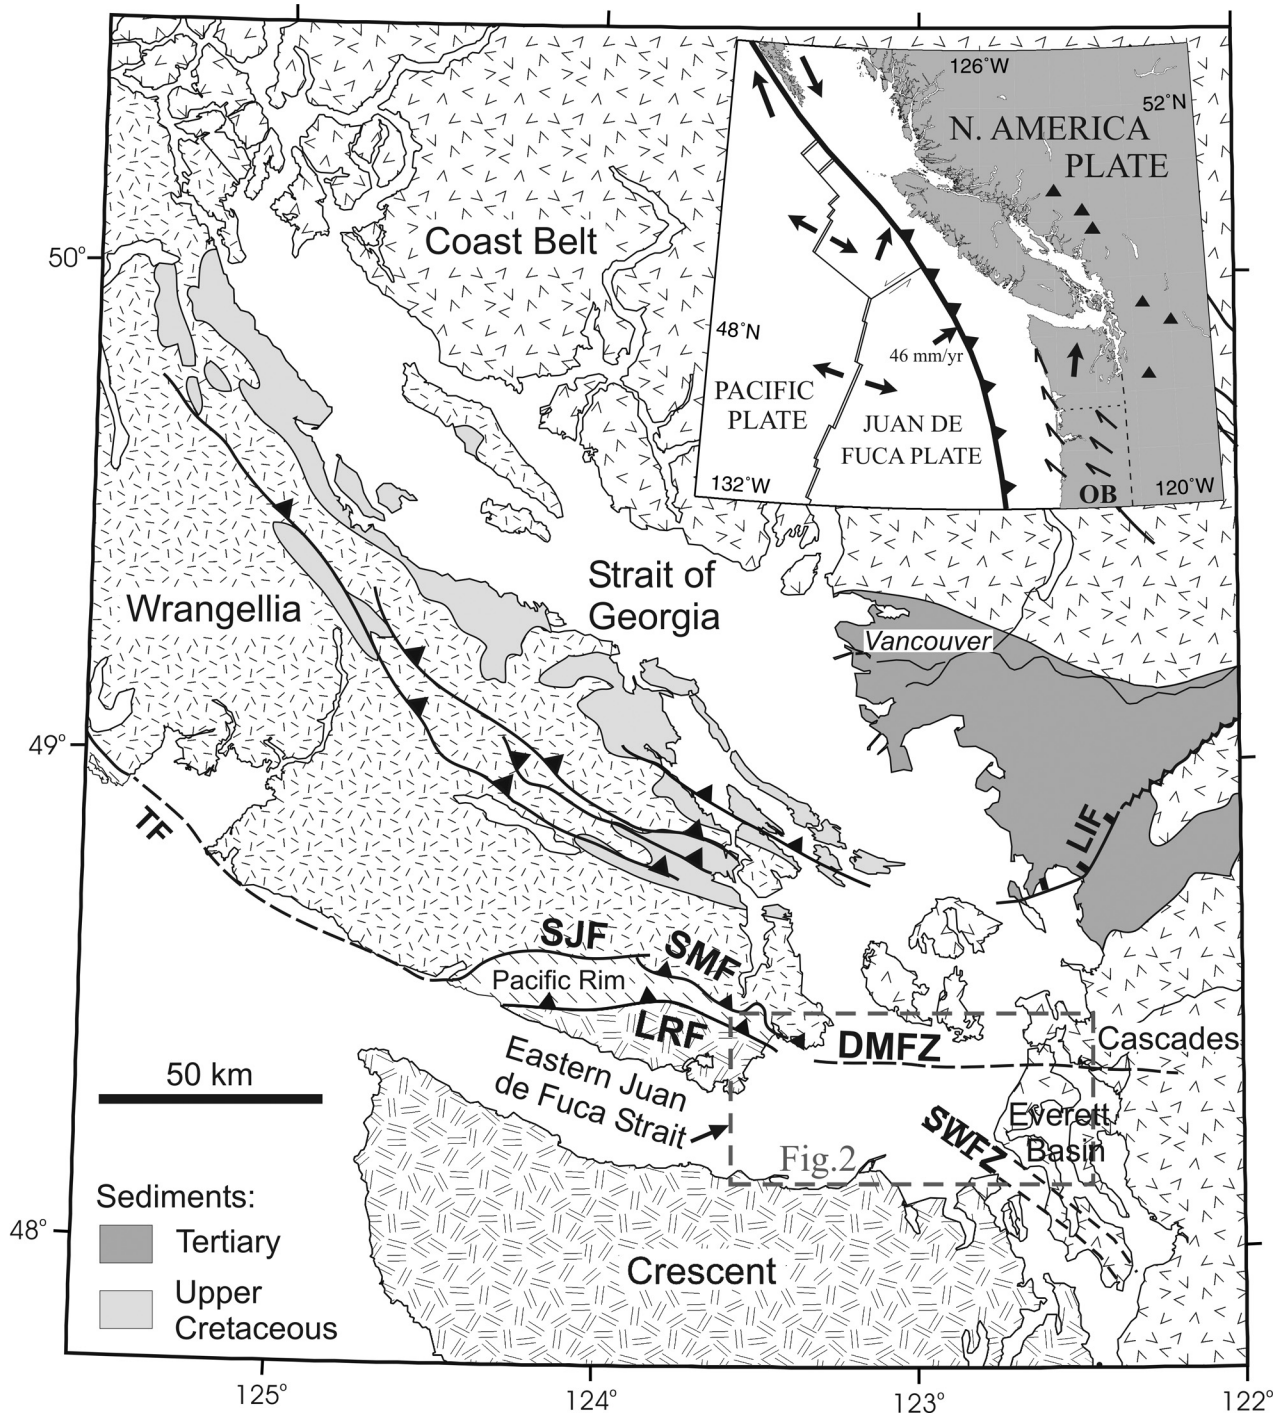 126°W
52°N
N. AMERICA
PLATE
Coast Belt
50°
48°N
46 mm/yr
PACIFIC
PLATE
JUAN DE
FUCA PLATE
132°W
OB
120°W
Strait of
Georgia
Wrangellia
Vancouver
49°
TF
LIF
SJF
SMF
Pacific Rim
LRF
DMFZ
Cascades
Eastern Juan
de Fuca Strait
50 km
SWFZ
Everett
Basin
Fig.2
Sediments:
Tertiary
Upper
Cretaceous
48°
Crescent
125°
124°
123°
122°